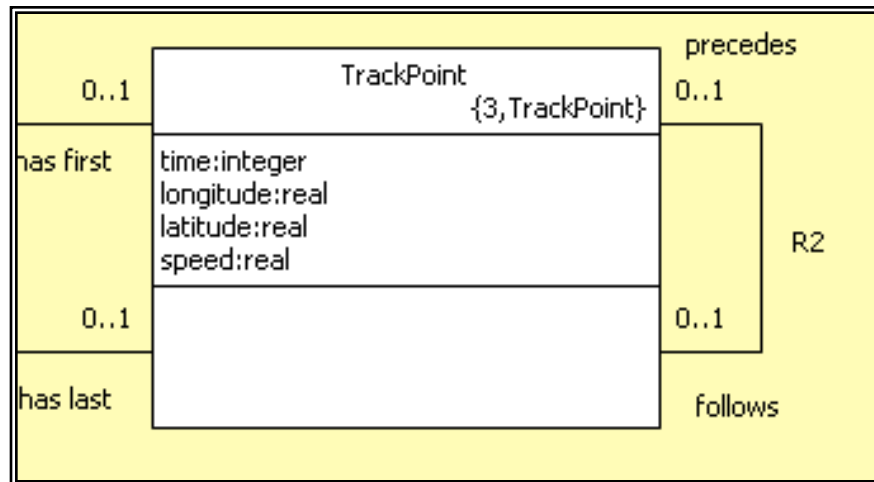 precedes
0..1
TrackPoint
0..1
{3,TrackPoint}
has first
time:integer
longitude:real
latitude:real
speed:real
R2
0..1
0..1
has last
follows